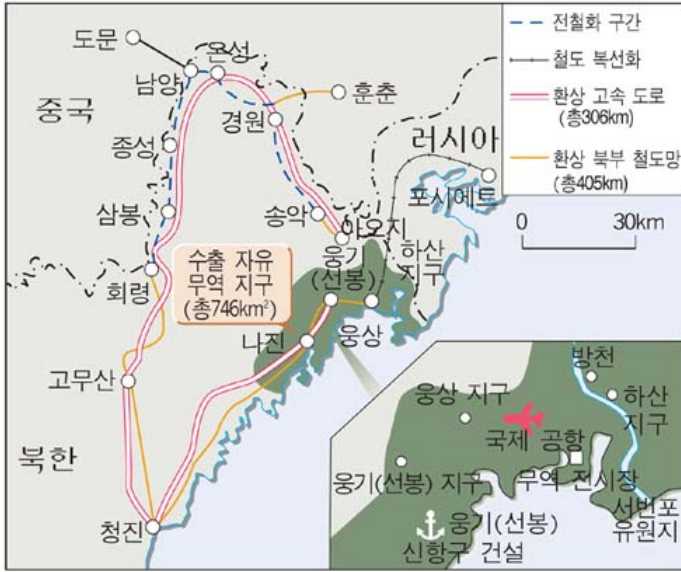 전철화 구간
철도 복선화
환상 고속 도로
(총306km)
환상 북부 철도망
(총405km)
0 30km
도문
온성
남양
훈춘
중국
경원
러시아
종성
포시에트
삼봉
송악
아오지
회령
수출 자유
무역 지구
(총746km²)
웅기
(선봉)
하산
지구
나진
웅상
고무산
북한
청진
방천
하산
지구
웅상 지구
국제 공항
웅기(선봉) 지구
무역 전시장
서번포
유원지
웅기(선봉)
신항구 건설